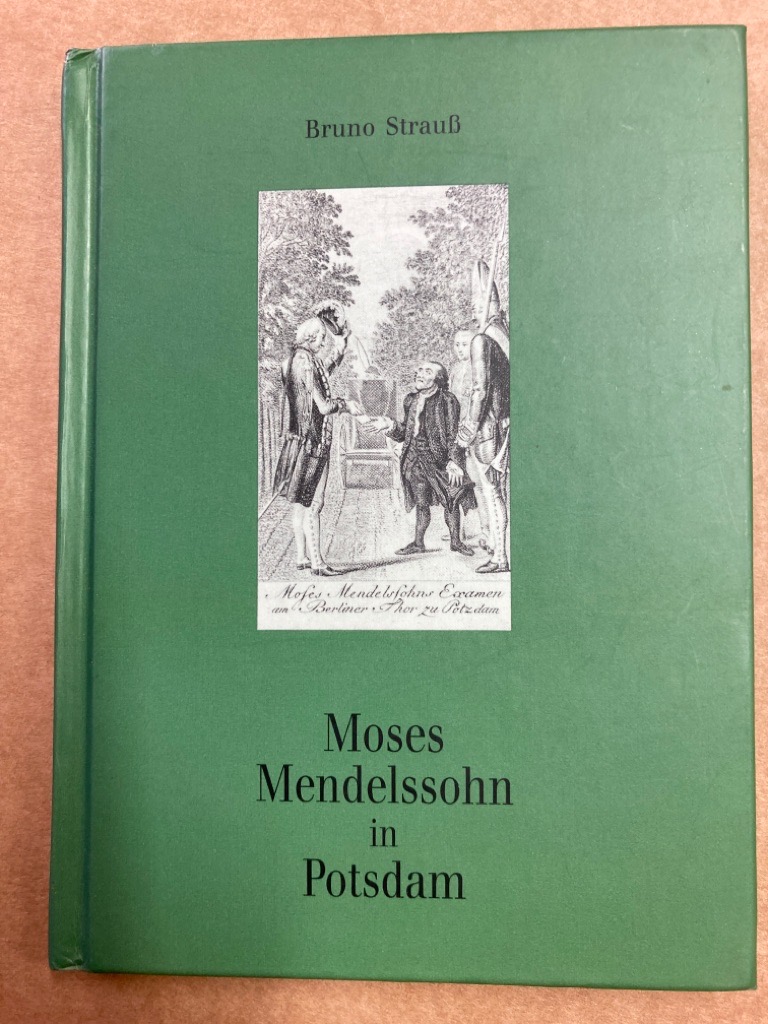 Bruno Strauß
Moſes Mendelsſohns Examen
am Berliner Thor zu Potzdam
Moses
Mendelssohn
in
Potsdam